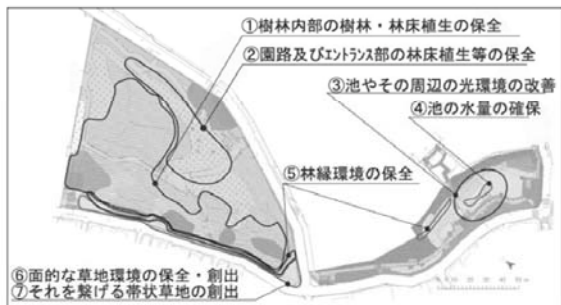 ①樹林内部の樹林・林床植生の保全
②園路及びエントランス部の林床植生等の保全
③池やその周辺の光環境の改善
④池の水量の確保
⑤林縁環境の保全
⑥面的な草地環境の保全・創出
⑦それを繋げる帯状草地の創出